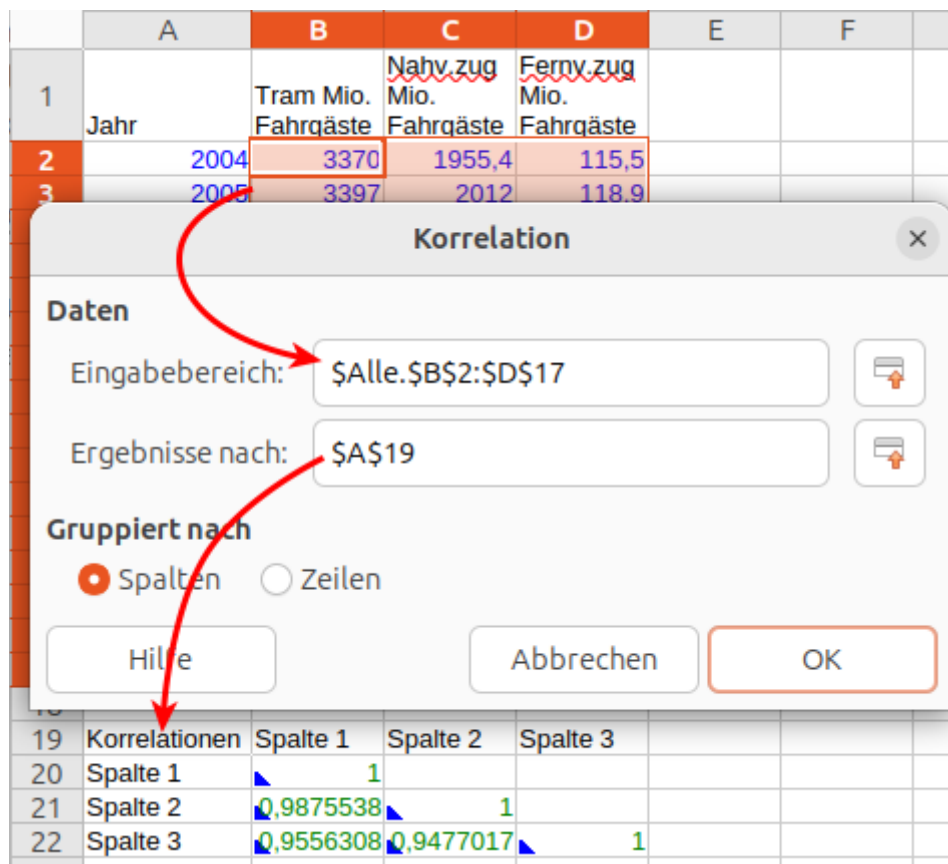 A B C D E F
1 Jahr Tram Mio. Fahrgäste Nahv.zug Mio. Fahrgäste Fernv.zug Mio. Fahrgäste
2 2004 3370 1955,4 115,5
3 2005 3397 2012 118,9
Korrelation
Daten
Eingabebereich: $Alle.$B$2:$D$17
Ergebnisse nach: $A$19
Gruppiert nach
Spalten Zeilen
Hilfe Abbrechen OK
19 Korrelationen Spalte 1 Spalte 2 Spalte 3
20 Spalte 1 1
21 Spalte 2 0,9875538 1
22 Spalte 3 0,9556308 0,9477017 1